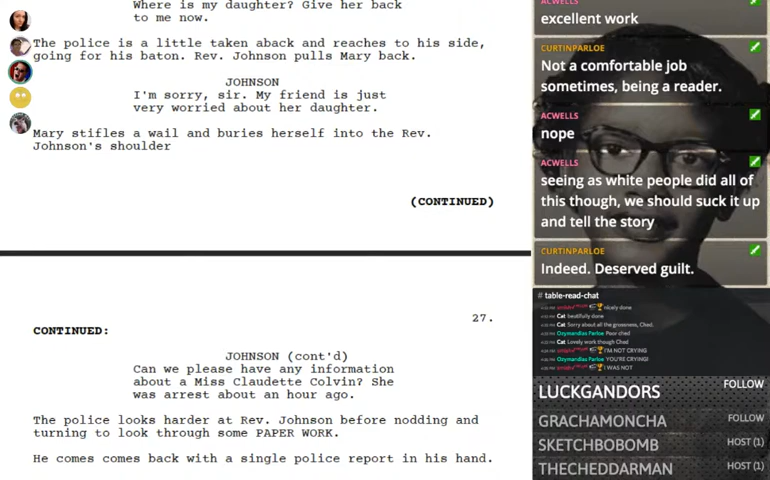 Where is my daughter? Give her back
to me now.
The police is a little taken aback and reaches to his side,
going for his baton. Rev. Johnson pulls Mary back.
JOHNSON
I'm sorry, sir. My friend is just
very worried about her daughter.
Mary stifles a wail and buries herself into the Rev.
Johnson's shoulder
(CONTINUED)
27.
CONTINUED:
JOHNSON (cont'd)
Can we please have any information
about a Miss Claudette Colvin? She
was arrest about an hour ago.
The police looks harder at Rev. Johnson before nodding and
turning to look through some PAPER WORK.
He comes comes back with a single police report in his hand.
ACWELLS
excellent work
CURTINPARLOE
Not a comfortable job
sometimes, being a reader.
ACWELLS
nope
ACWELLS
seeing as white people did all of
this though, we should suck it up
and tell the story
CURTINPARLOE
Indeed. Deserved guilt.
# table-read-chat
nicely done
Cat beutifully done
Cat Sorry about all the grossness, Chad.
Ozymandias Parloe Poor ched
Cat Lovely work though Chad
I'M NOT CRYING
Ozymandias Parloe YOU'RE CRYING!
I WAS NOT
LUCKGANDORS FOLLOW
GRACHAMONCHA FOLLOW
SKETCHBOBOMB HOST (1)
THECHEDDARMAN HOST (1)